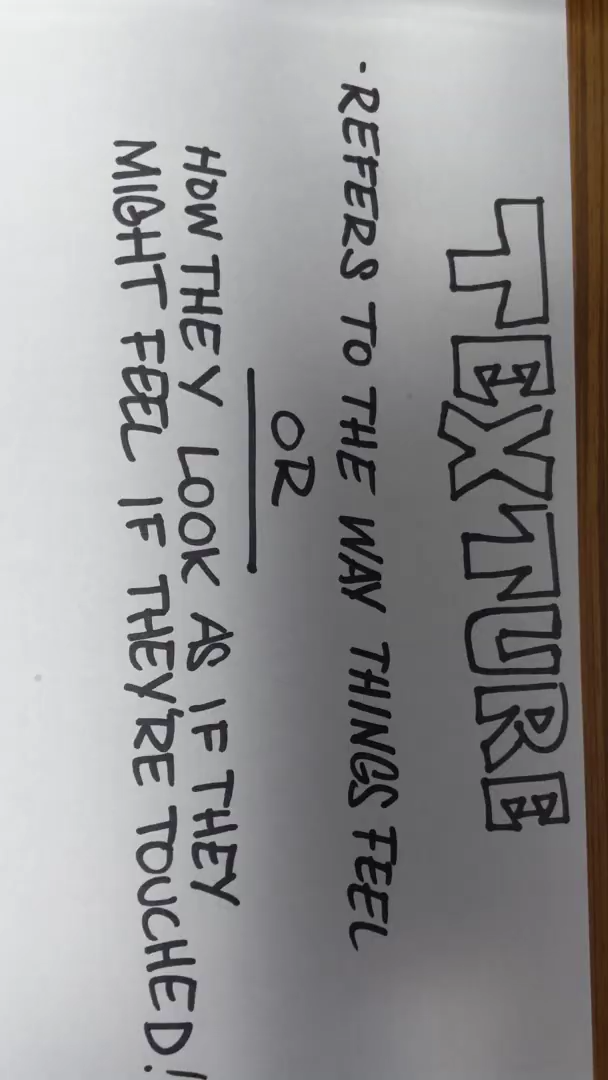 TEXTURE
·REFERS TO THE WAY THINGS FEEL
OR
HOW THEY LOOK AS IF THEY
MIGHT FEEL IF THEY'RE TOUCHED!